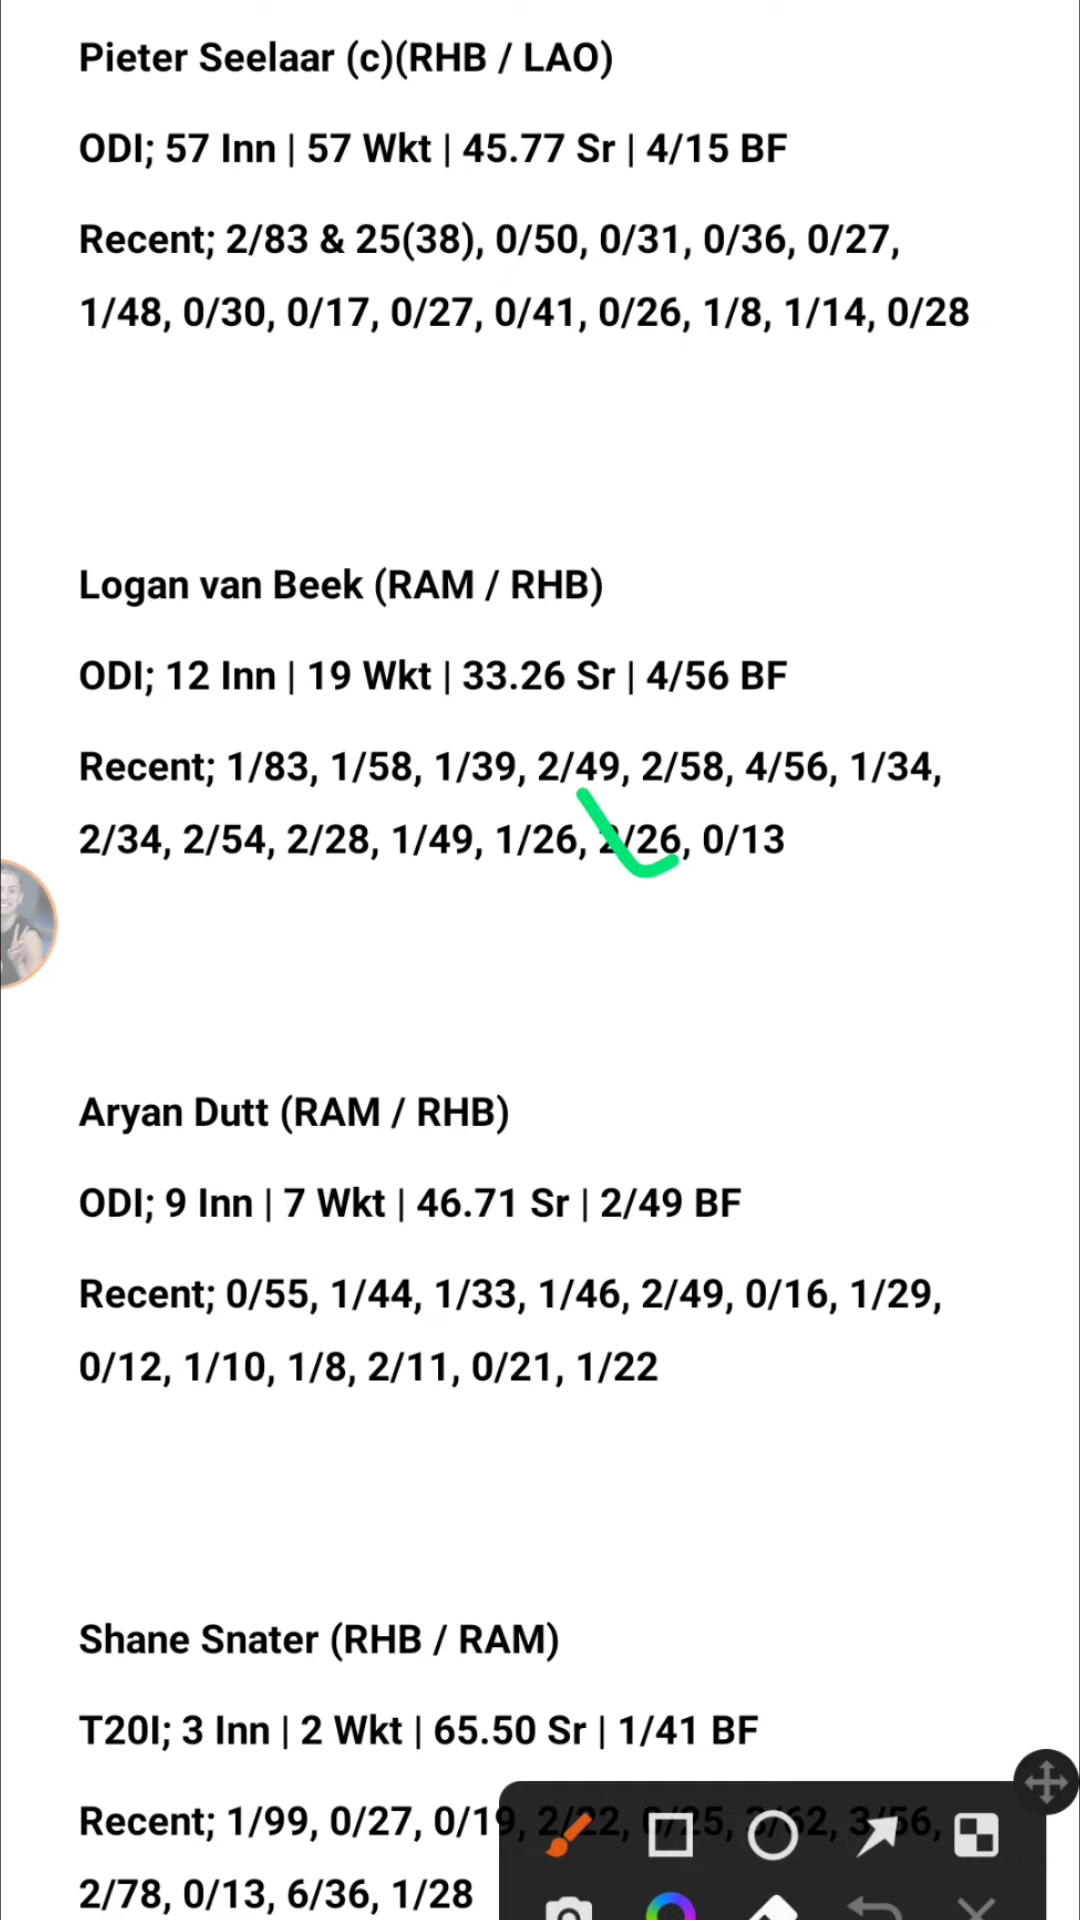 Pieter Seelaar (c)(RHB / LAO)
ODI; 57 Inn | 57 Wkt | 45.77 Sr | 4/15 BF
Recent; 2/83 & 25(38), 0/50, 0/31, 0/36, 0/27,
1/48, 0/30, 0/17, 0/27, 0/41, 0/26, 1/8, 1/14, 0/28
Logan van Beek (RAM / RHB)
ODI; 12 Inn | 19 Wkt | 33.26 Sr | 4/56 BF
Recent; 1/83, 1/58, 1/39, 2/49, 2/58, 4/56, 1/34,
2/34, 2/54, 2/28, 1/49, 1/26, 2/26, 0/13
Aryan Dutt (RAM / RHB)
ODI; 9 Inn | 7 Wkt | 46.71 Sr | 2/49 BF
Recent; 0/55, 1/44, 1/33, 1/46, 2/49, 0/16, 1/29,
0/12, 1/10, 1/8, 2/11, 0/21, 1/22
Shane Snater (RHB / RAM)
T20I; 3 Inn | 2 Wkt | 65.50 Sr | 1/41 BF
Recent; 1/99, 0/27, 0/19, 2/22, 3/62, 3/56,
2/78, 0/13, 6/36, 1/28